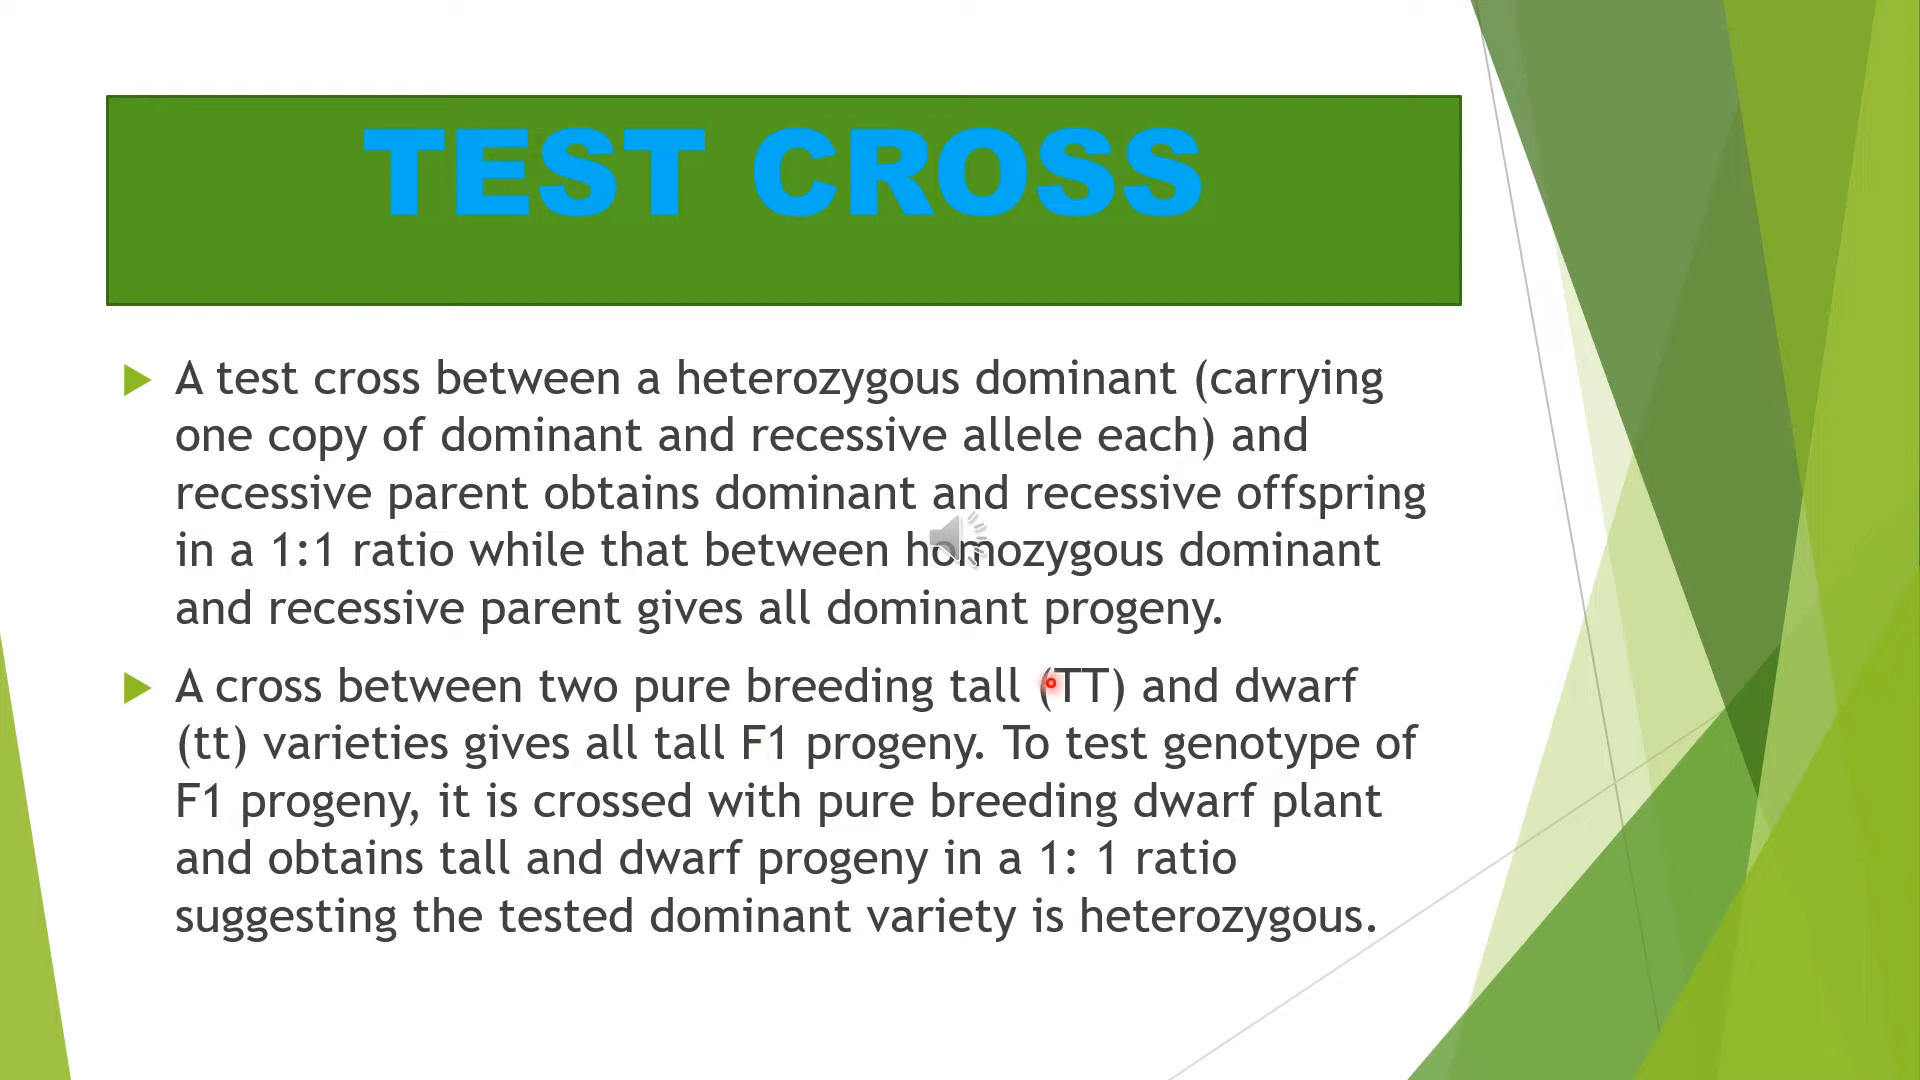 TEST CROSS
A test cross between a heterozygous dominant (carrying
one copy of dominant and recessive allele each) and
recessive parent obtains dominant and recessive offspring
in a 1:1 ratio while that between homozygous dominant
and recessive parent gives all dominant progeny.
A cross between two pure breeding tall (TT) and dwarf
(tt) varieties gives all tall F1 progeny. To test genotype of
F1 progeny, it is crossed with pure breeding dwarf plant
and obtains tall and dwarf progeny in a 1: 1 ratio
suggesting the tested dominant variety is heterozygous.